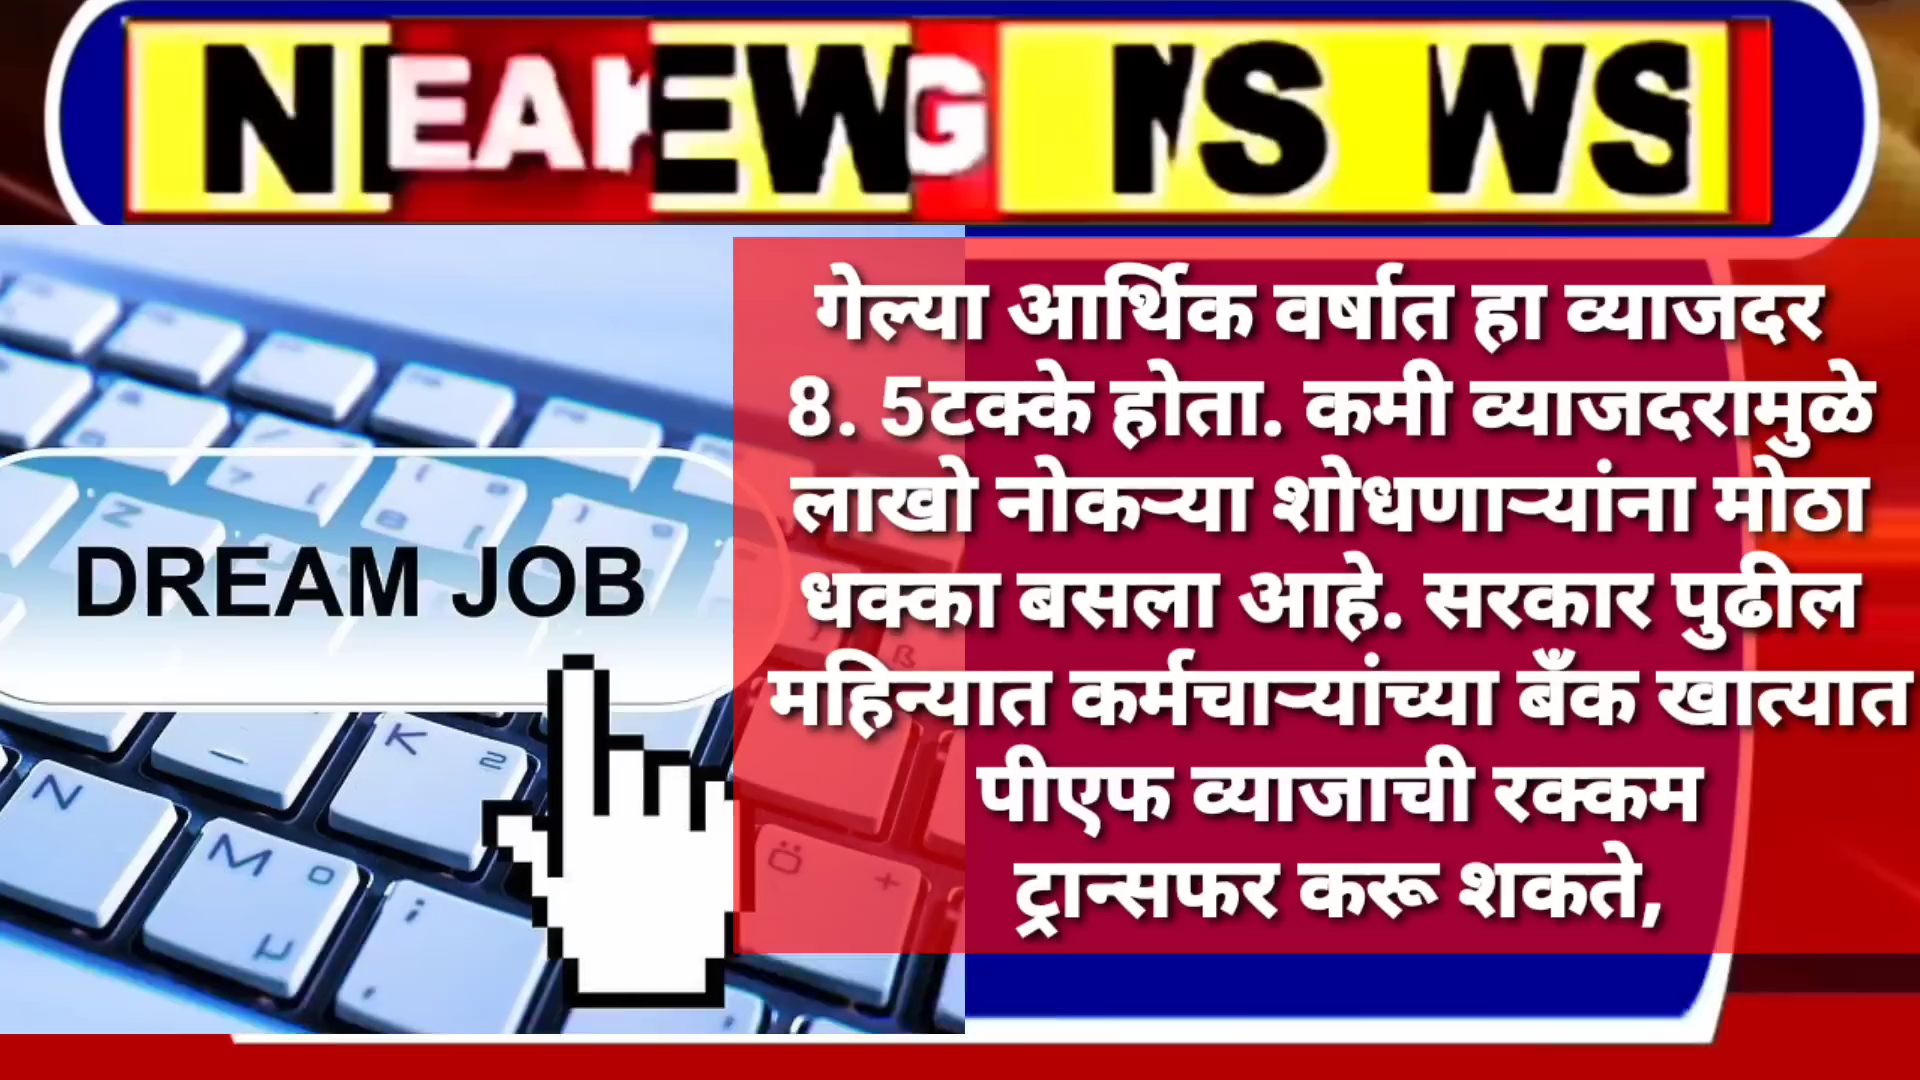 NEWS
DREAM JOB
गेल्या आर्थिक वर्षात हा व्याजदर
8. 5टक्के होता. कमी व्याजदरामुळे
लाखो नोकऱ्या शोधणाऱ्यांना मोठा
धक्का बसला आहे. सरकार पुढील
महिन्यात कर्मचाऱ्यांच्या बँक खात्यात
पीएफ व्याजाची रक्कम
ट्रान्सफर करू शकते,